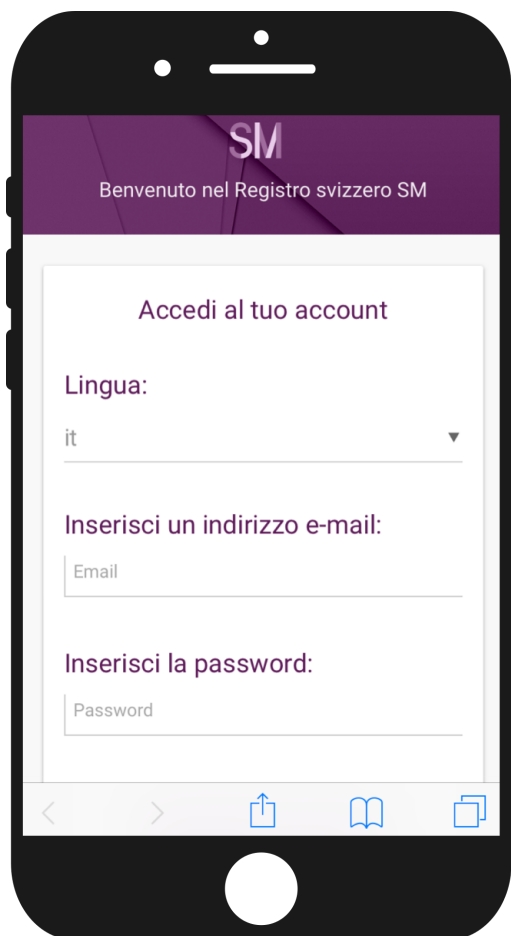 SM
Benvenuto nel Registro svizzero SM
Accedi al tuo account
Lingua:
it
Inserisci un indirizzo e-mail:
Email
Inserisci la password:
Password